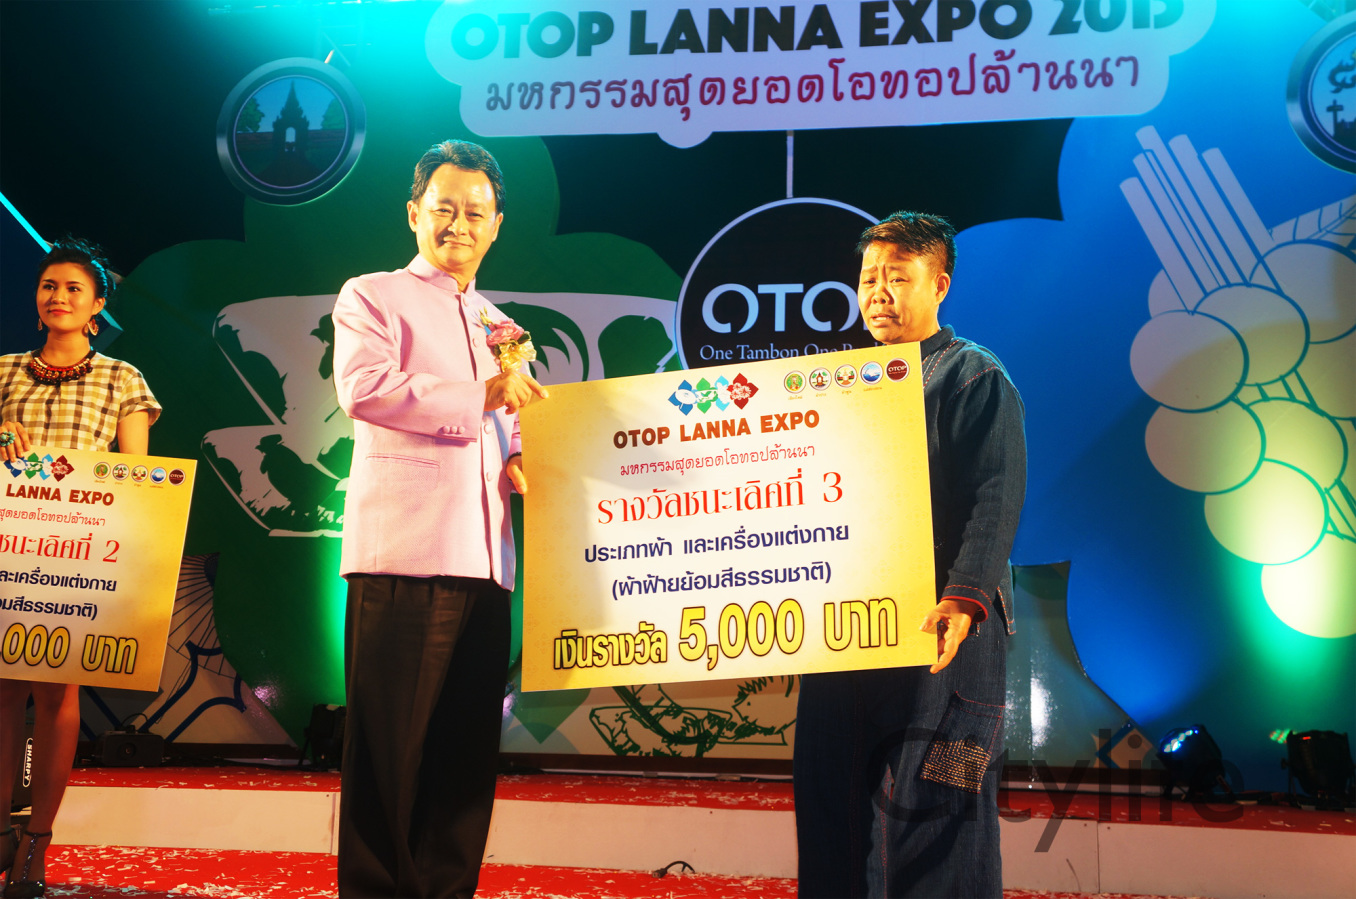 OTOP LANNA EXPO 2015
มหกรรมสุดยอดโอทอปล้านนา
OTOP
One Tambon One
OTOP
OTOP LANNA EXPO
มหกรรมสุดยอดโอทอปล้านนา
รางวัลชนะเลิศที่ 3
ประเภทผ้า และเครื่องแต่งกาย
(ผ้าฝ้ายย้อมสีธรรมชาติ)
เงินรางวัล 5,000 บาท
OTOP
LANNA EXPO
สุดยอดโอทอปล้านนา
ชนะเลิศที่ 2
และเครื่องแต่งกาย
ย้อมสีธรรมชาติ)
,000 บาท
SHARPY
Citylife